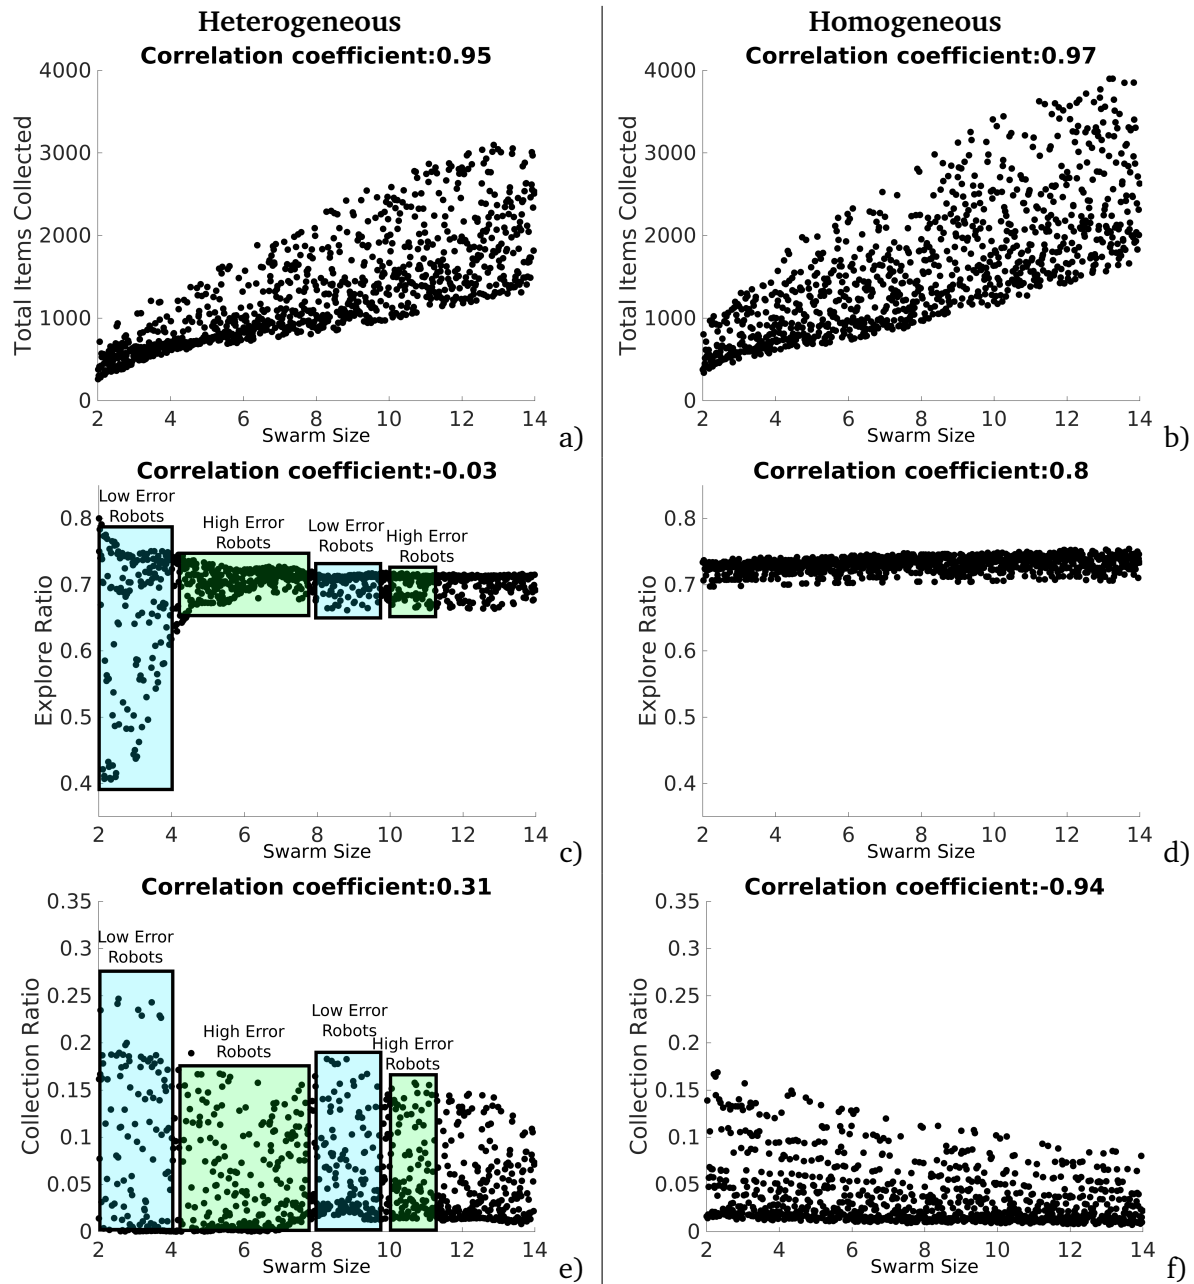 Heterogeneous
Homogeneous
Correlation coefficient:0.95
4000
3000
2000
1000
0
Total Items Collected
2 4 6 8 10 12 14
Swarm Size
a)
Correlation coefficient:0.97
4000
3000
2000
1000
0
Total Items Collected
2 4 6 8 10 12 14
Swarm Size
b)
Correlation coefficient:-0.03
Low Error
Robots
High Error
Robots
Low Error
Robots
High Error
Robots
0.8
0.7
0.6
0.5
0.4
Explore Ratio
2 4 6 8 10 12 14
Swarm Size
c)
Correlation coefficient:0.8
0.8
0.7
0.6
0.5
0.4
Explore Ratio
2 4 6 8 10 12 14
Swarm Size
d)
Correlation coefficient:0.31
0.35
0.3
0.25
0.2
0.15
0.1
0.05
0
Collection Ratio
Low Error
Robots
High Error
Robots
Low Error
Robots
High Error
Robots
2 4 6 8 10 12 14
Swarm Size
e)
Correlation coefficient:-0.94
0.35
0.3
0.25
0.2
0.15
0.1
0.05
0
Collection Ratio
2 4 6 8 10 12 14
Swarm Size
f)